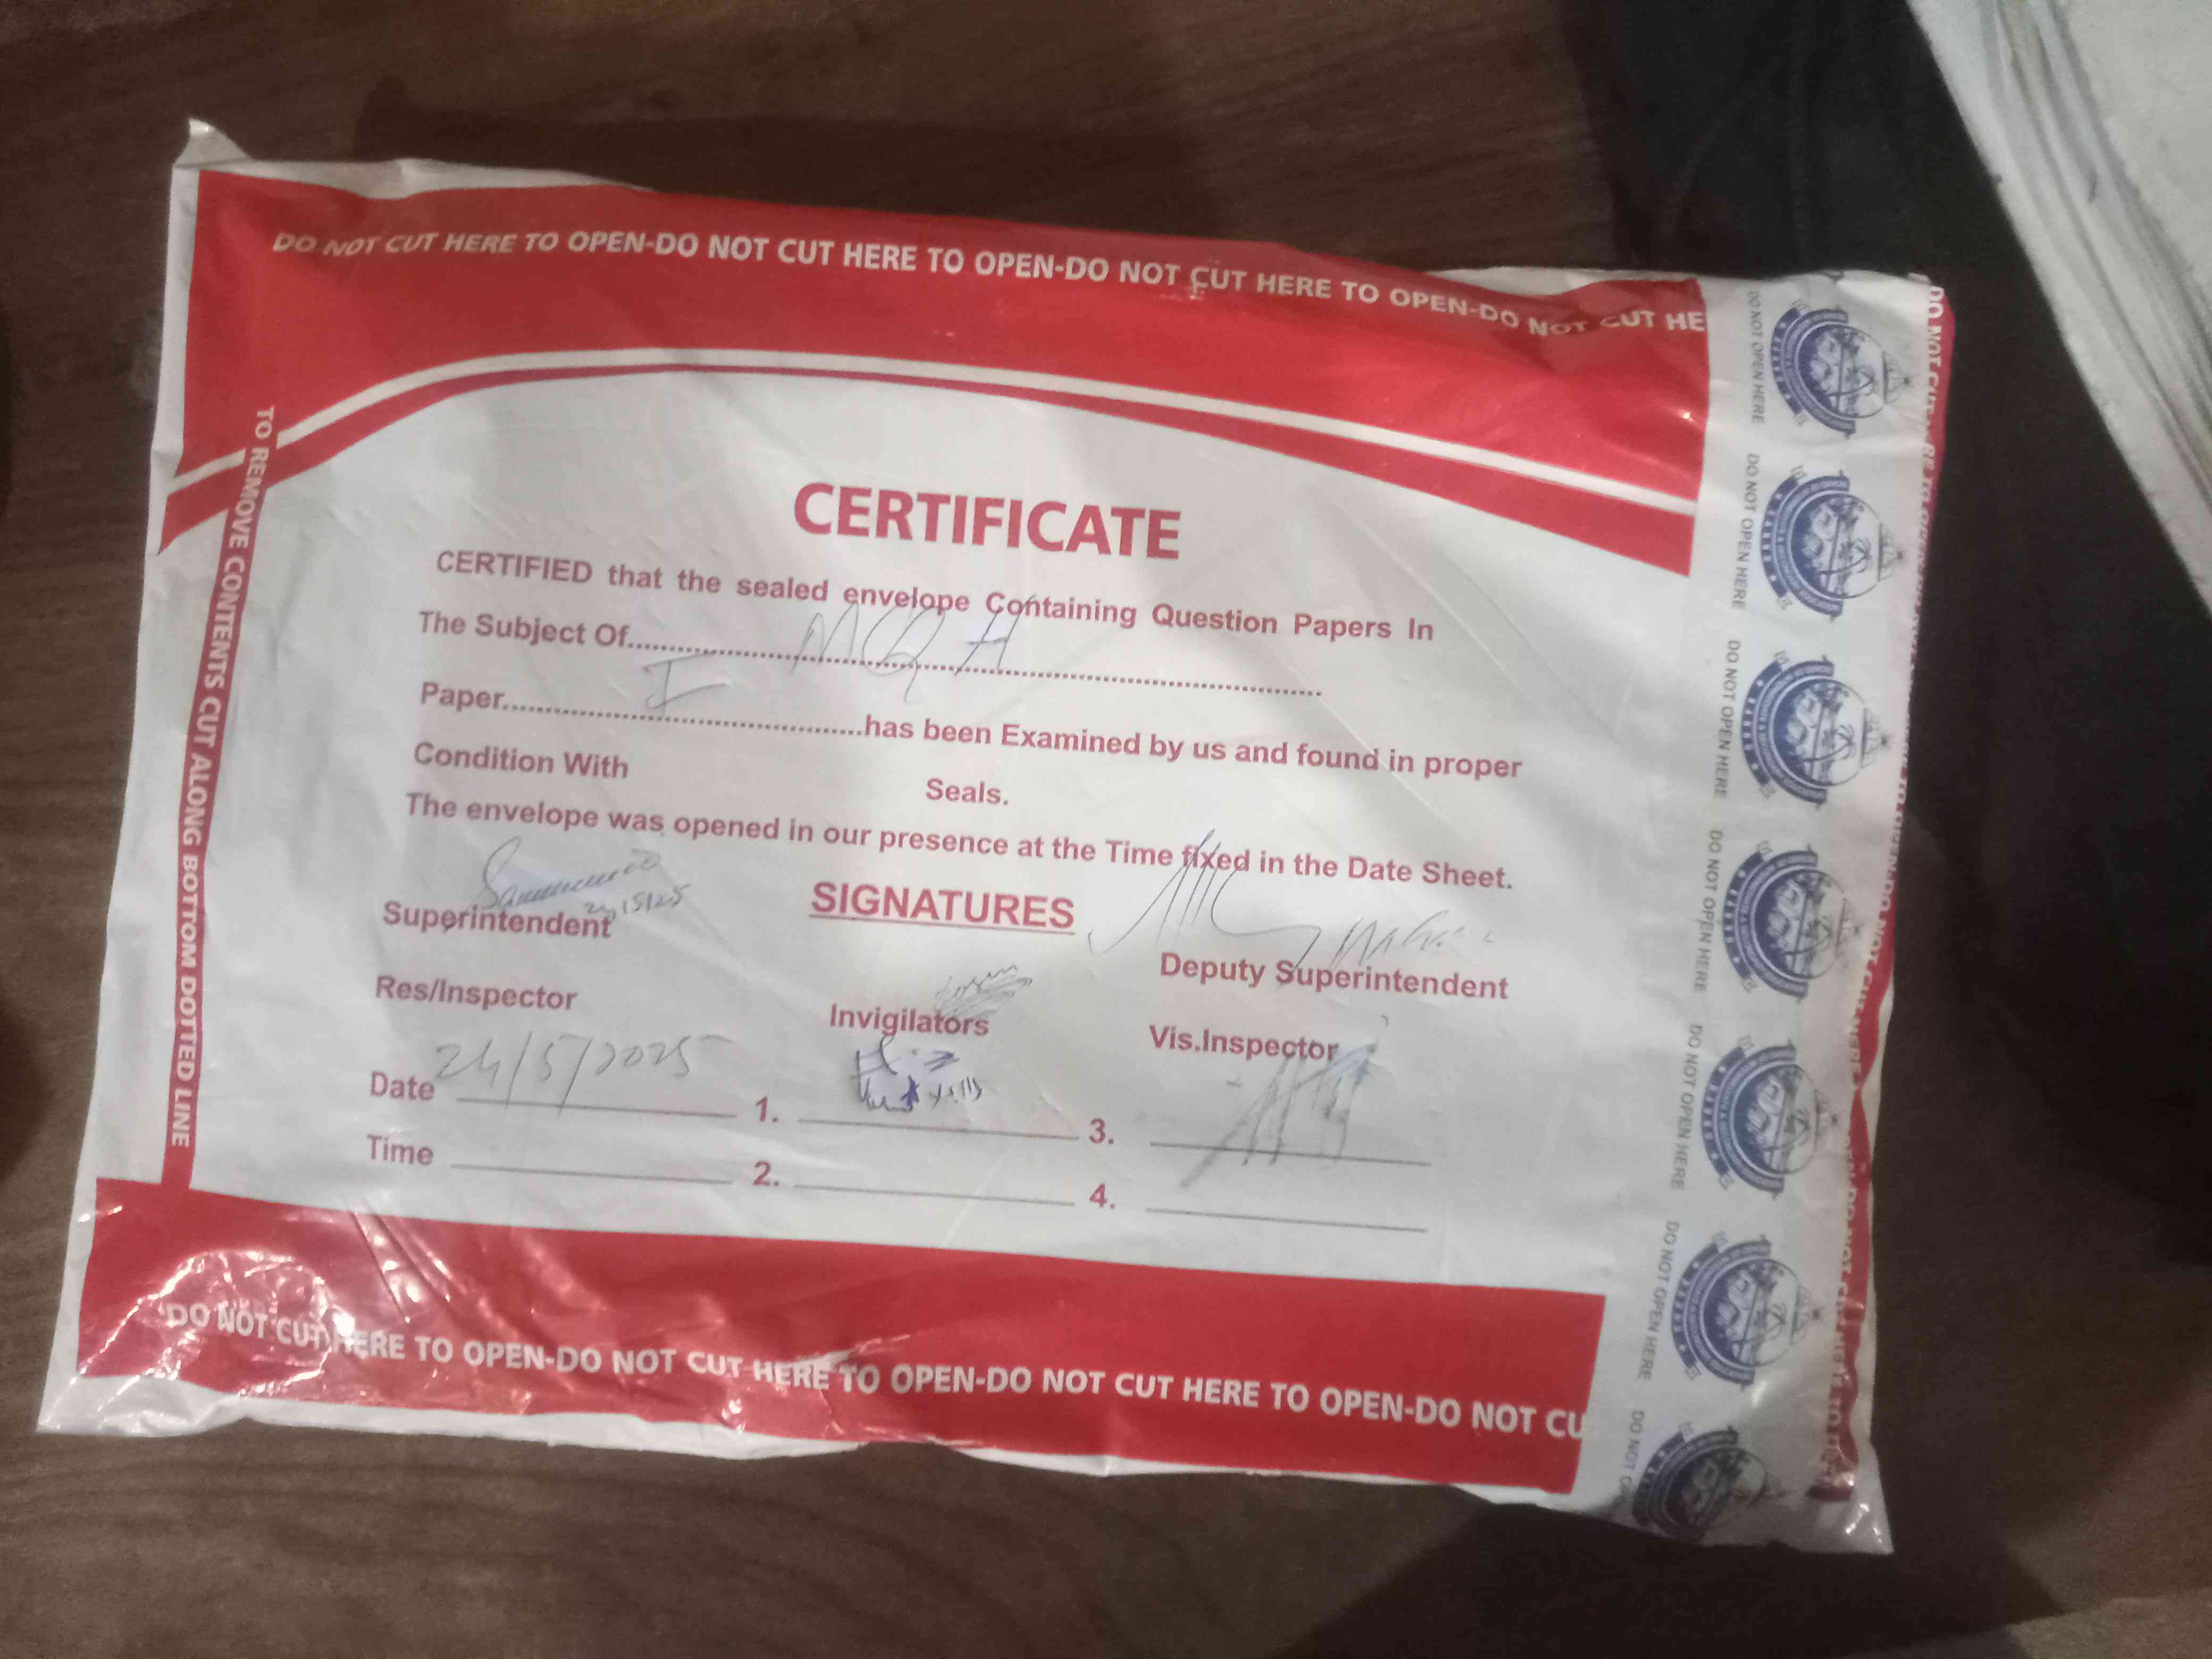 DO NOT CUT HERE TO OPEN-DO NOT CUT HERE TO OPEN-DO NOT CUT HERE TO OPEN-DO NOT CUT HE
TO REMOVE CONTENTS CUT ALONG BOTTOM DOTTED LINE
CERTIFICATE
CERTIFIED that the sealed envelope Containing Question Papers In
The Subject Of.......... MQH ..........
Paper.......... I ..........has been Examined by us and found in proper
Condition With Seals.
The envelope was opened in our presence at the Time fixed in the Date Sheet.
SIGNATURES
Superintendent
Deputy Superintendent
Res/Inspector
Invigilators
Vis.Inspector
Date 24/5/2025 1. 3.
Time 2. 4.
DO NOT CUT HERE TO OPEN-DO NOT CUT HERE TO OPEN-DO NOT CUT HERE TO OPEN-DO NOT CU
DO NOT OPEN HERE
DO NOT OPEN HERE
DO NOT OPEN HERE
DO NOT OPEN HERE
DO NOT OPEN HERE
DO NOT OPEN HERE
DO NOT O